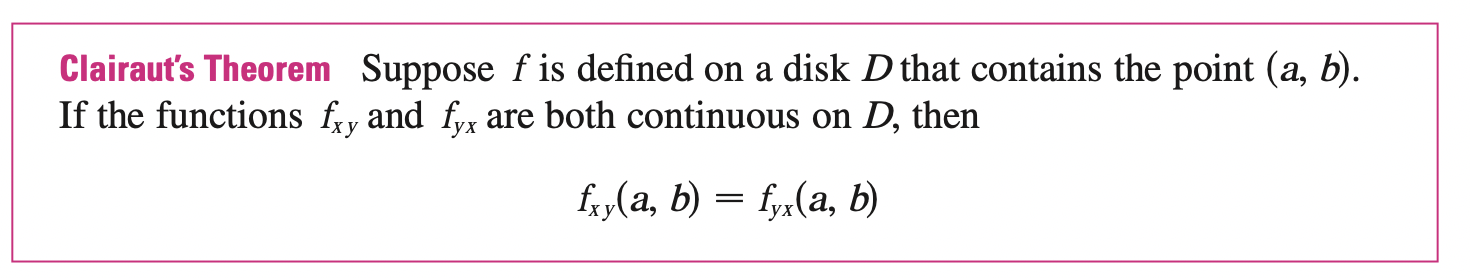 Clairaut's Theorem Suppose f is defined on a disk D that contains the point (a, b).
If the functions f_{xy} and f_{yx} are both continuous on D, then
f_{xy}(a, b) = f_{yx}(a, b)